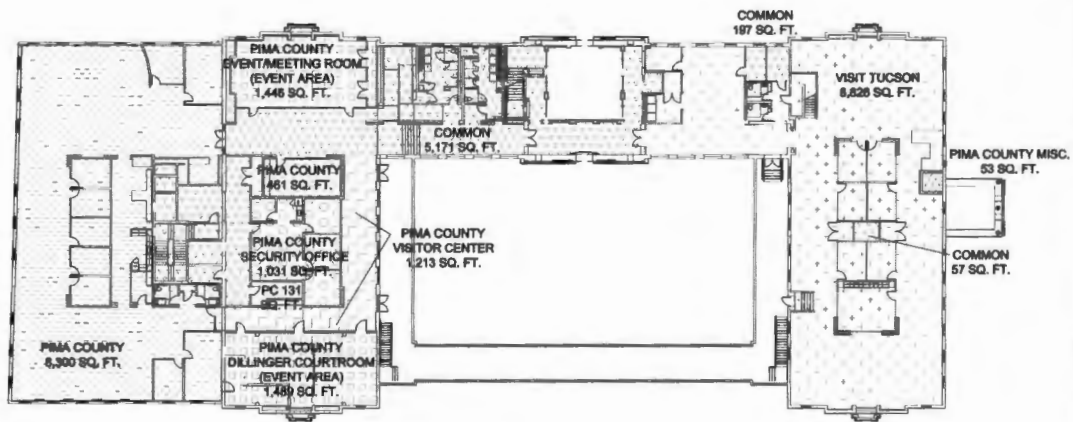 COMMON
197 SQ. FT.
PIMA COUNTY
EVENT/MEETING ROOM
(EVENT AREA)
1,446 SQ. FT.
VISIT TUCSON
8,826 SQ. FT.
COMMON
5,171 SQ. FT.
PIMA COUNTY MISC.
53 SQ. FT.
PIMA COUNTY
461 SQ. FT.
PIMA COUNTY
VISITOR CENTER
1,213 SQ. FT.
PIMA COUNTY
SECURITY OFFICE
1,031 SQ. FT.
COMMON
57 SQ. FT.
PC 131
SQ. FT.
PIMA COUNTY
8,300 SQ. FT.
PIMA COUNTY
DILLINGER COURTROOM
(EVENT AREA)
1,489 SQ. FT.